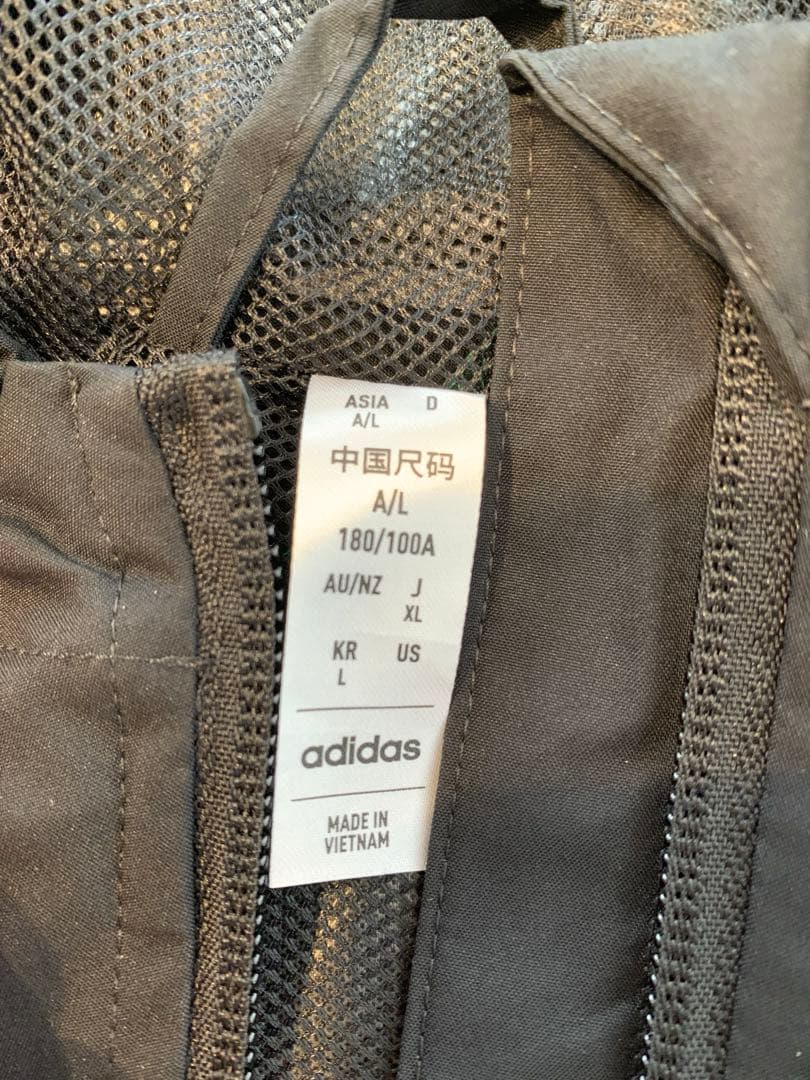 ASIA D
A/L
中国尺码
A/L
180/100A
AU/NZ J
XL
KR US
L
adidas
MADE IN
VIETNAM